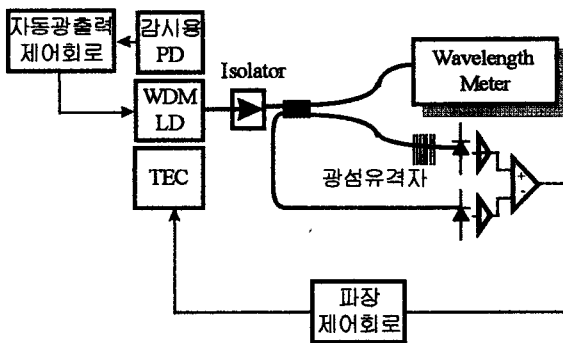 자동광출력
제어회로
감시용
PD
Isolator
Wavelength
Meter
WDM
LD
TEC
광섬유격자
+
-
파장
제어회로